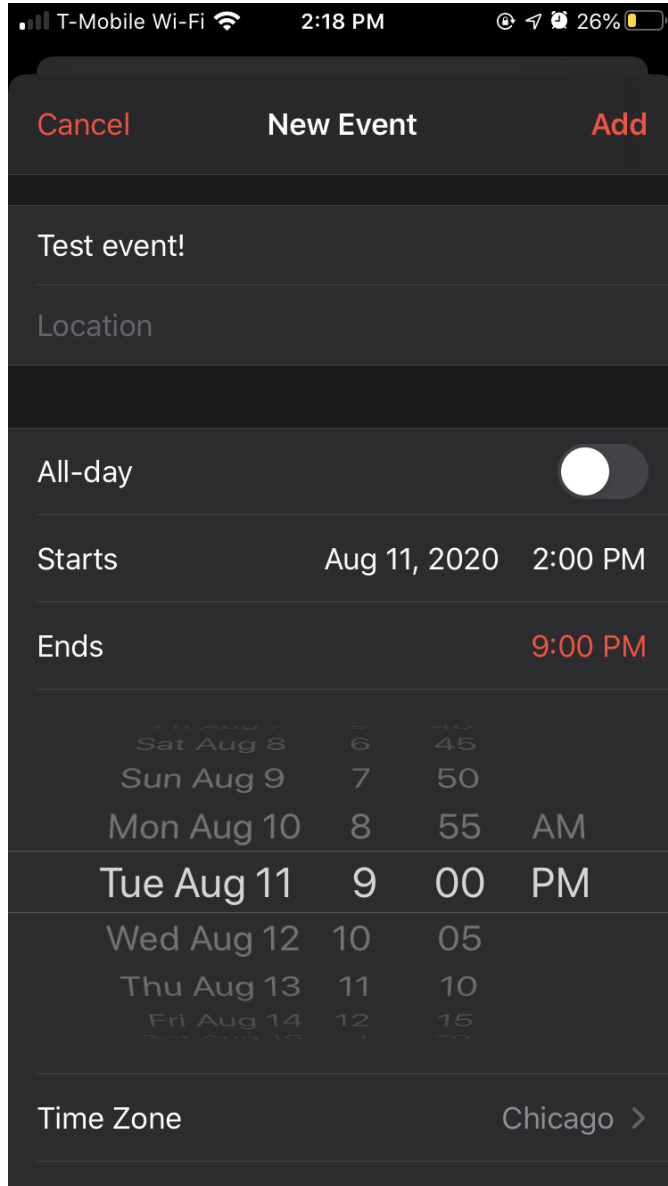 T-Mobile Wi-Fi 2:18 PM 26%
Cancel New Event Add
Test event!
Location
All-day
Starts Aug 11, 2020 2:00 PM
Ends 9:00 PM
Sat Aug 8 6 45
Sun Aug 9 7 50
Mon Aug 10 8 55 AM
Tue Aug 11 9 00 PM
Wed Aug 12 10 05
Thu Aug 13 11 10
Fri Aug 14 12 15
Time Zone Chicago